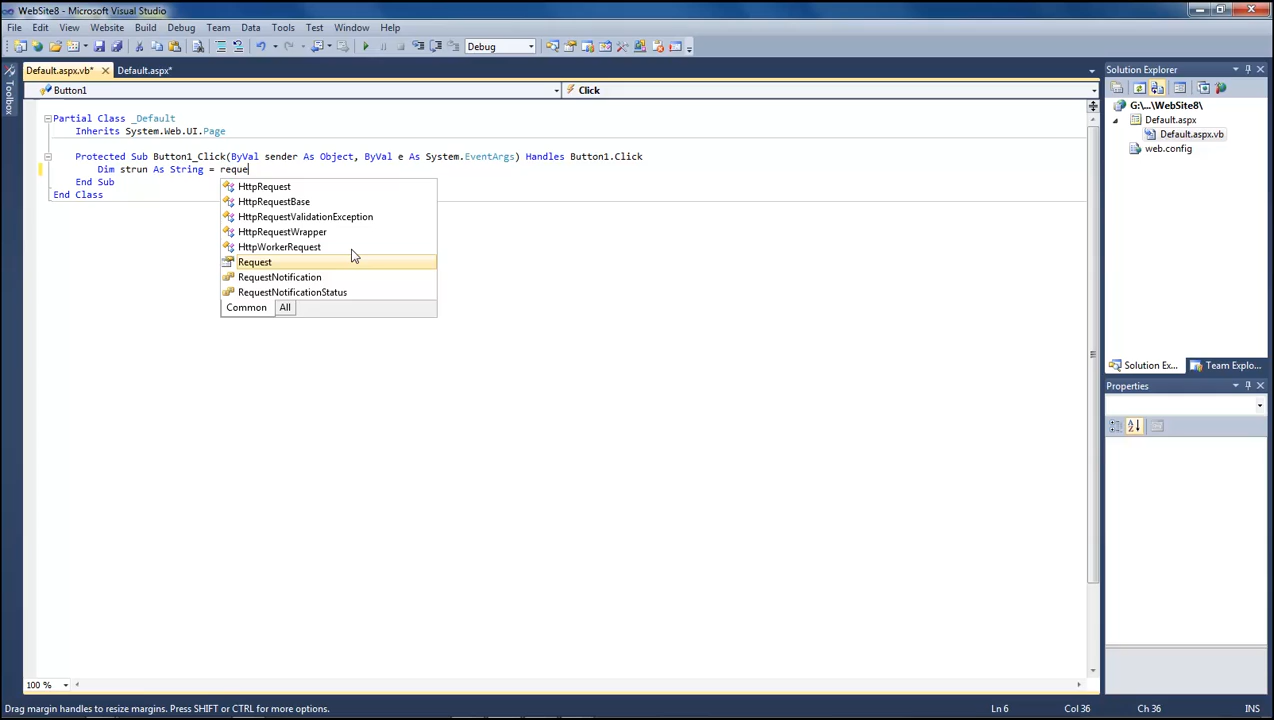 WebSite8 - Microsoft Visual Studio
File Edit View Website Build Debug Team Data Tools Test Window Help
Debug
Default.aspx.vb* Default.aspx*
Toolbox
Button1 Click
Partial Class _Default
Inherits System.Web.UI.Page
Protected Sub Button1_Click(ByVal sender As Object, ByVal e As System.EventArgs) Handles Button1.Click
Dim strun As String = reque
End Sub
End Class
HttpRequest
HttpRequestBase
HttpRequestValidationException
HttpRequestWrapper
HttpWorkerRequest
Request
RequestNotification
RequestNotificationStatus
Common All
Solution Explorer
G:\...\WebSite8\
Default.aspx
Default.aspx.vb
web.config
Solution Ex... Team Explo...
Properties
100 %
Drag margin handles to resize margins. Press SHIFT or CTRL for more options. Ln 6 Col 36 Ch 36 INS